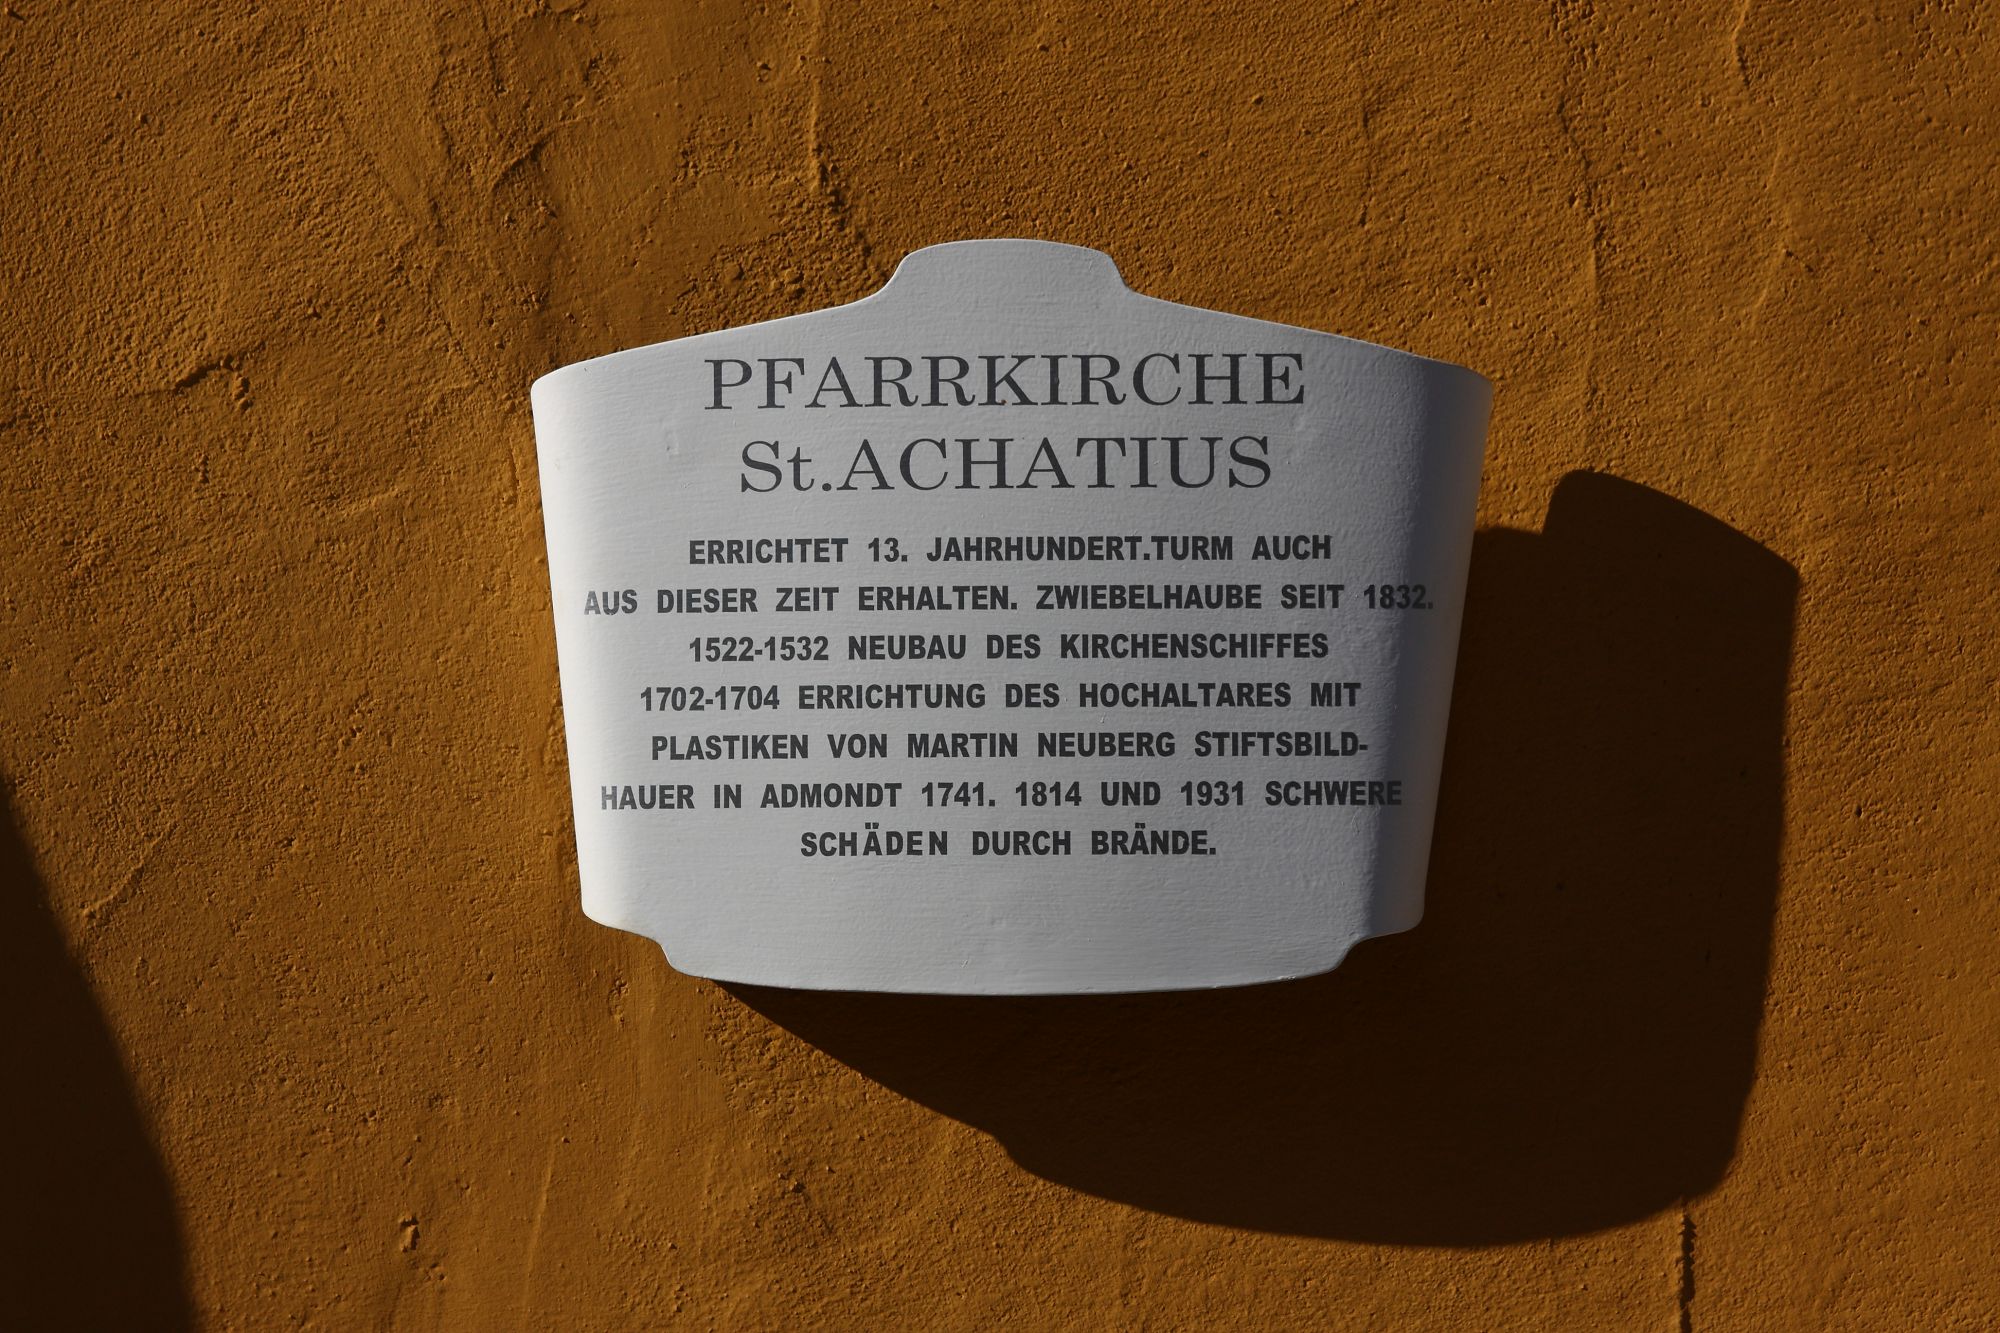 PFARRKIRCHE
St.ACHATIUS
ERRICHTET 13. JAHRHUNDERT.TURM AUCH
AUS DIESER ZEIT ERHALTEN. ZWIEBELHAUBE SEIT 1832.
1522-1532 NEUBAU DES KIRCHENSCHIFFES
1702-1704 ERRICHTUNG DES HOCHALTARES MIT
PLASTIKEN VON MARTIN NEUBERG STIFTSBILD-
HAUER IN ADMONDT 1741. 1814 UND 1931 SCHWERE
SCHÄDEN DURCH BRÄNDE.